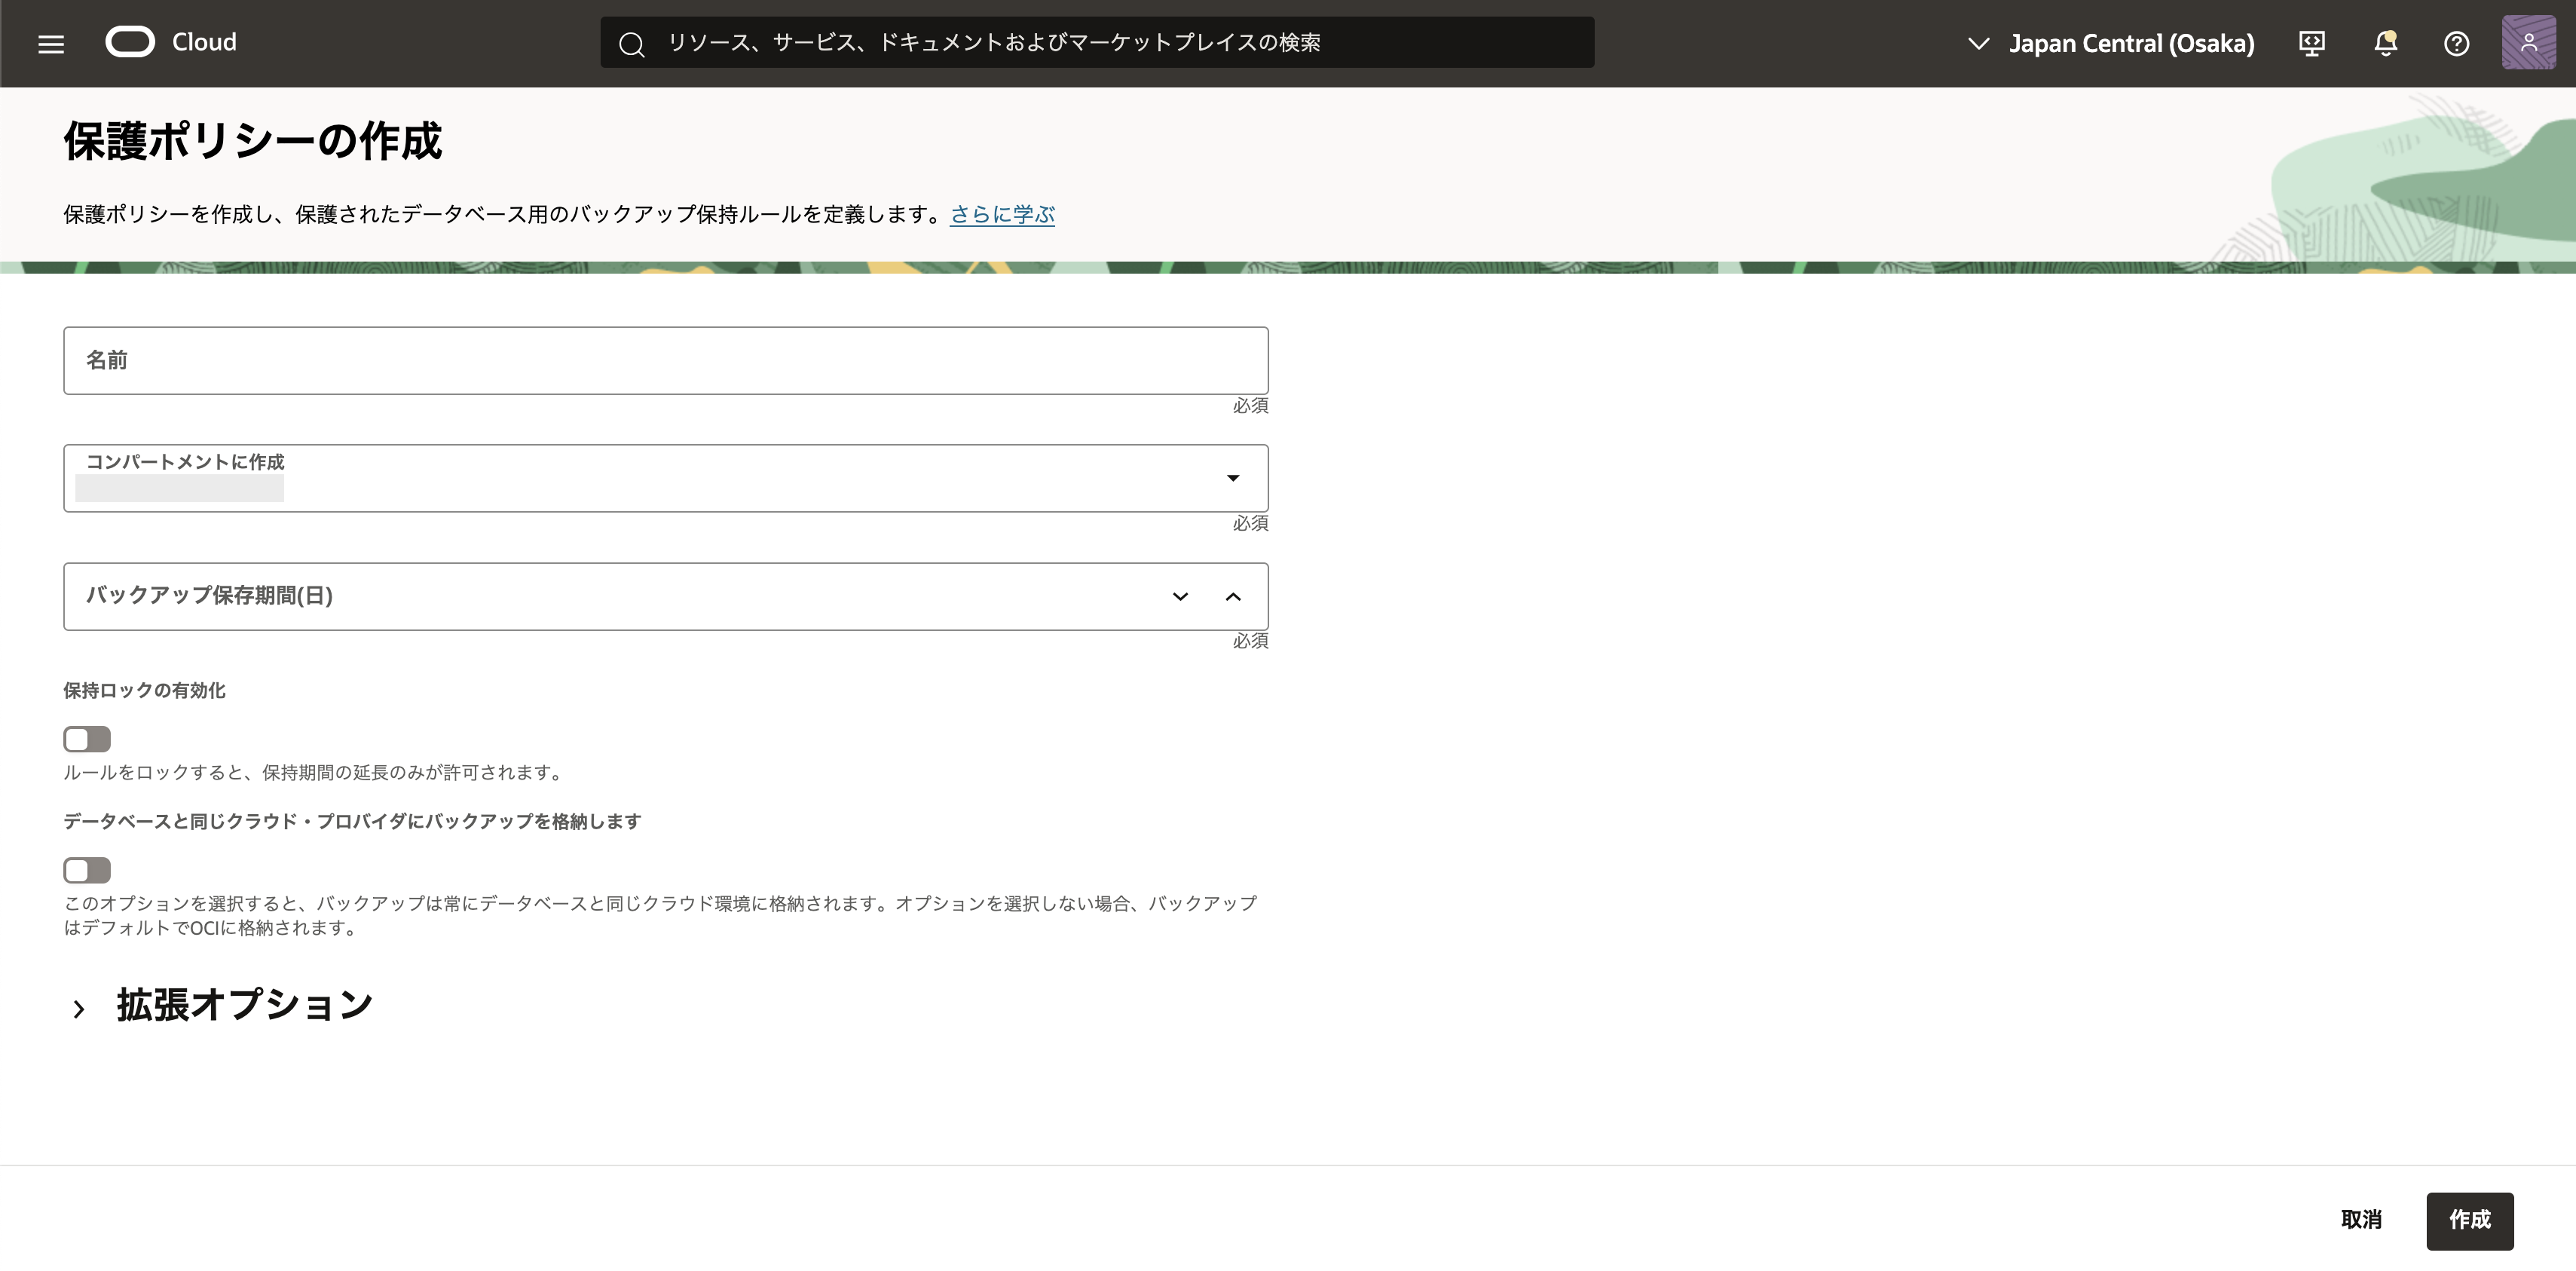 Cloud
リソース、サービス、ドキュメントおよびマーケットプレイスの検索
Japan Central (Osaka)
保護ポリシーの作成
保護ポリシーを作成し、保護されたデータベース用のバックアップ保持ルールを定義します。さらに学ぶ
名前
必須
コンパートメントに作成
必須
バックアップ保存期間(日)
必須
保持ロックの有効化
ルールをロックすると、保持期間の延長のみが許可されます。
データベースと同じクラウド・プロバイダにバックアップを格納します
このオプションを選択すると、バックアップは常にデータベースと同じクラウド環境に格納されます。オプションを選択しない場合、バックアップ
はデフォルトでOCIに格納されます。
拡張オプション
取消
作成